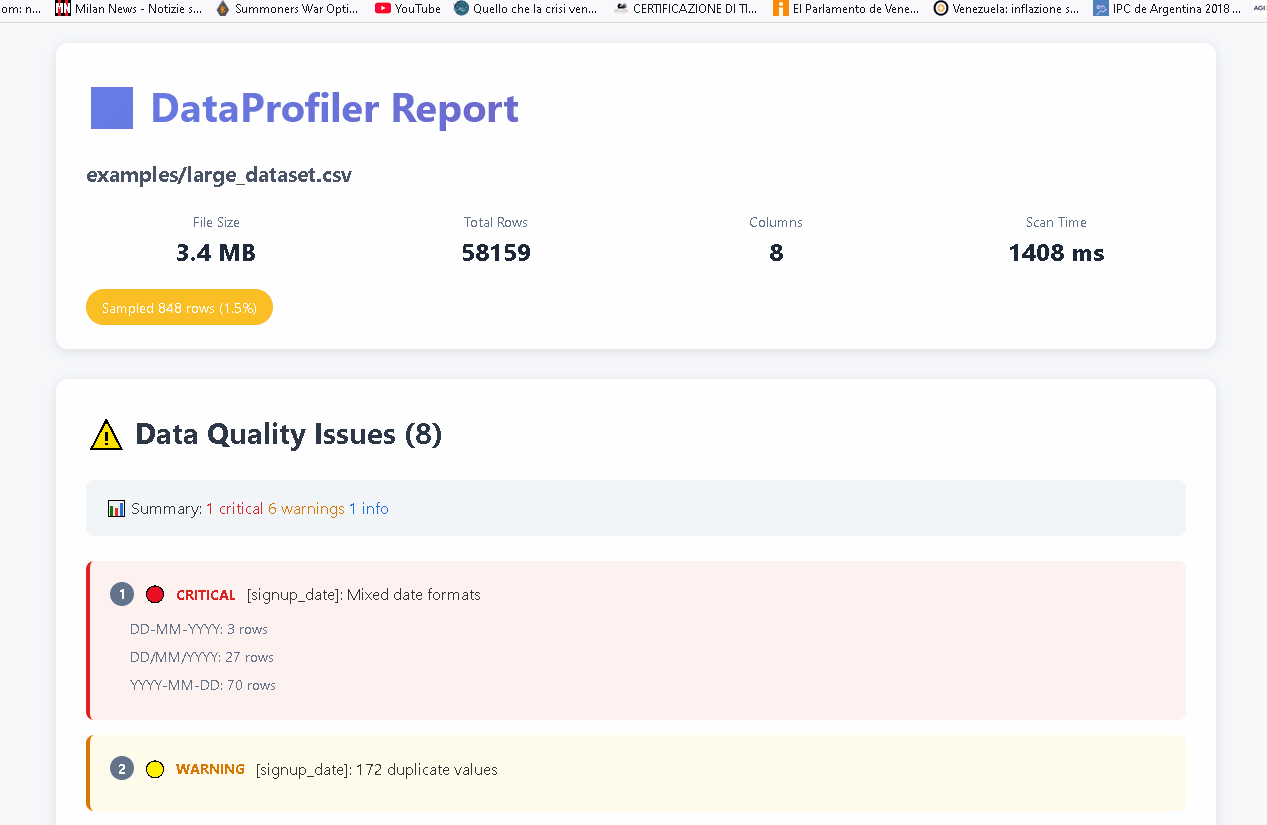 om: n... Milan News - Notizie s... Summoners War Opti... YouTube Quello che la crisi ven... CERTIFICAZIONE DI TI... El Parlamento de Vene... Venezuela: inflazione s... IPC de Argentina 2018 ... AGI
DataProfiler Report
examples/large_dataset.csv
File Size Total Rows Columns Scan Time
3.4 MB 58159 8 1408 ms
Sampled 848 rows (1.5%)
Data Quality Issues (8)
Summary: 1 critical 6 warnings 1 info
1 CRITICAL [signup_date]: Mixed date formats
DD-MM-YYYY: 3 rows
DD/MM/YYYY: 27 rows
YYYY-MM-DD: 70 rows
2 WARNING [signup_date]: 172 duplicate values